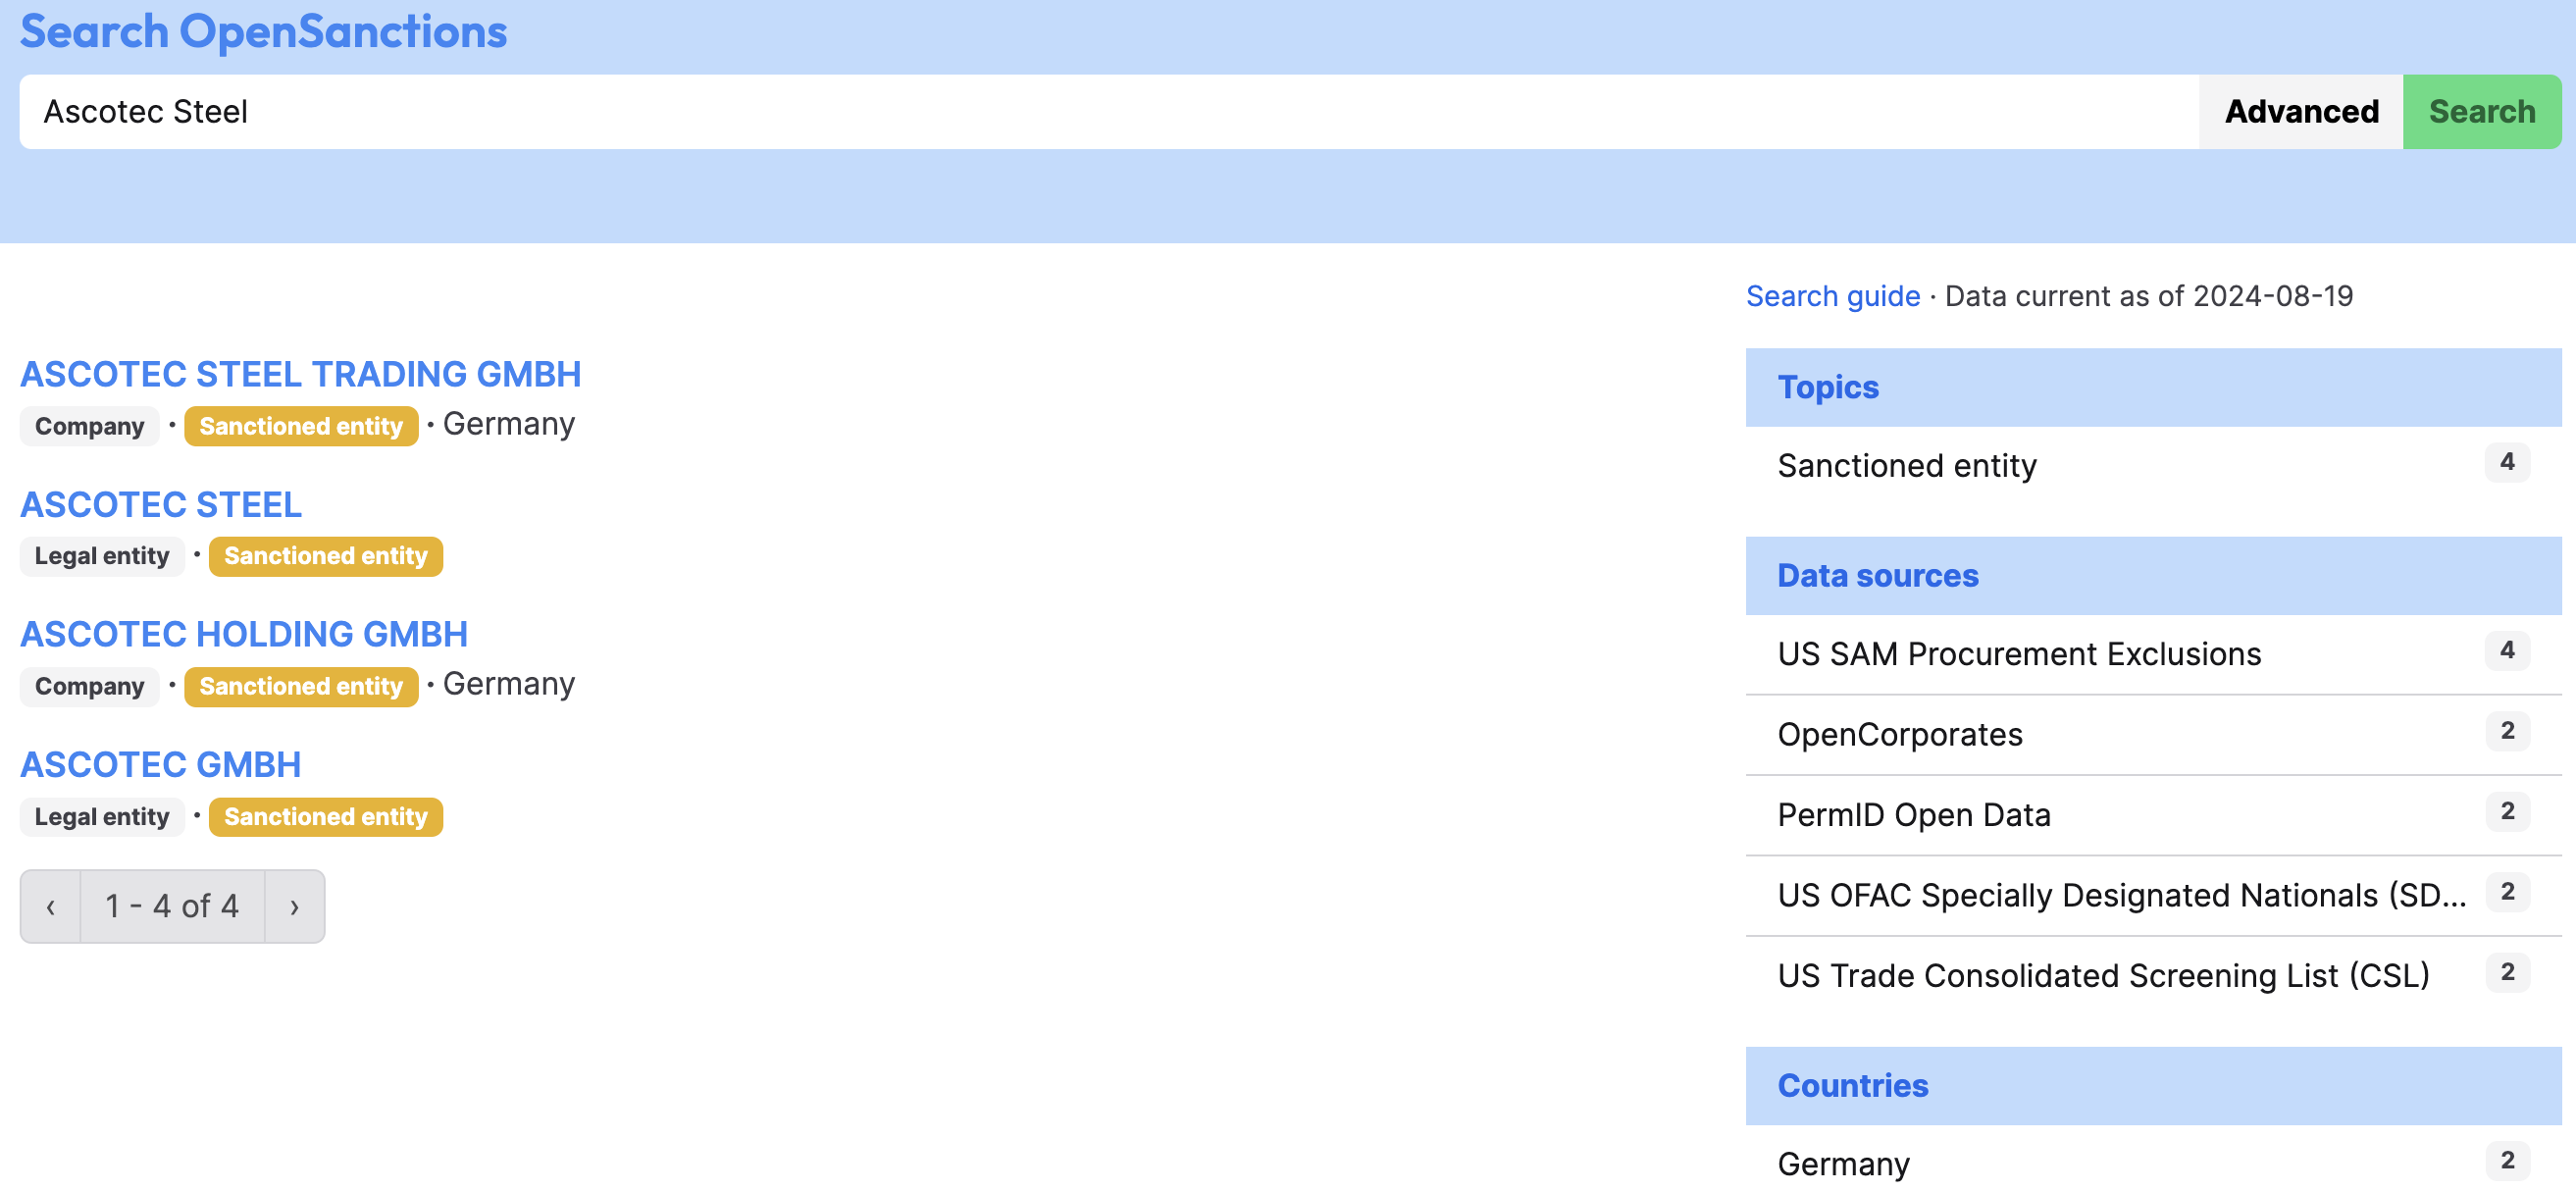 Search OpenSanctions
Ascotec Steel
Advanced
Search
Search guide · Data current as of 2024-08-19
ASCOTEC STEEL TRADING GMBH
Company · Sanctioned entity · Germany
ASCOTEC STEEL
Legal entity · Sanctioned entity
ASCOTEC HOLDING GMBH
Company · Sanctioned entity · Germany
ASCOTEC GMBH
Legal entity · Sanctioned entity
‹ 1 - 4 of 4 ›
Topics
Sanctioned entity 4
Data sources
US SAM Procurement Exclusions 4
OpenCorporates 2
PermID Open Data 2
US OFAC Specially Designated Nationals (SD... 2
US Trade Consolidated Screening List (CSL) 2
Countries
Germany 2